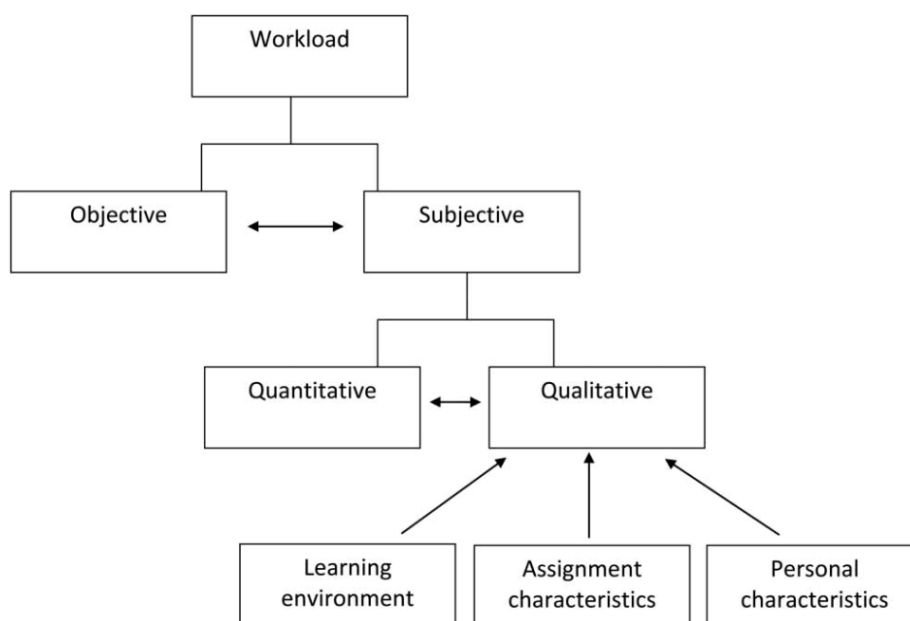 Workload
Objective
Subjective
Quantitative
Qualitative
Learning
environment
Assignment
characteristics
Personal
characteristics